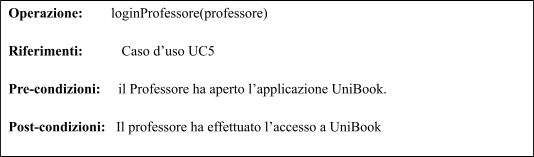 Operazione: loginProfessore(professore)
Riferimenti: Caso d’uso UC5
Pre-condizioni: il Professore ha aperto l’applicazione UniBook.
Post-condizioni: Il professore ha effettuato l’accesso a UniBook